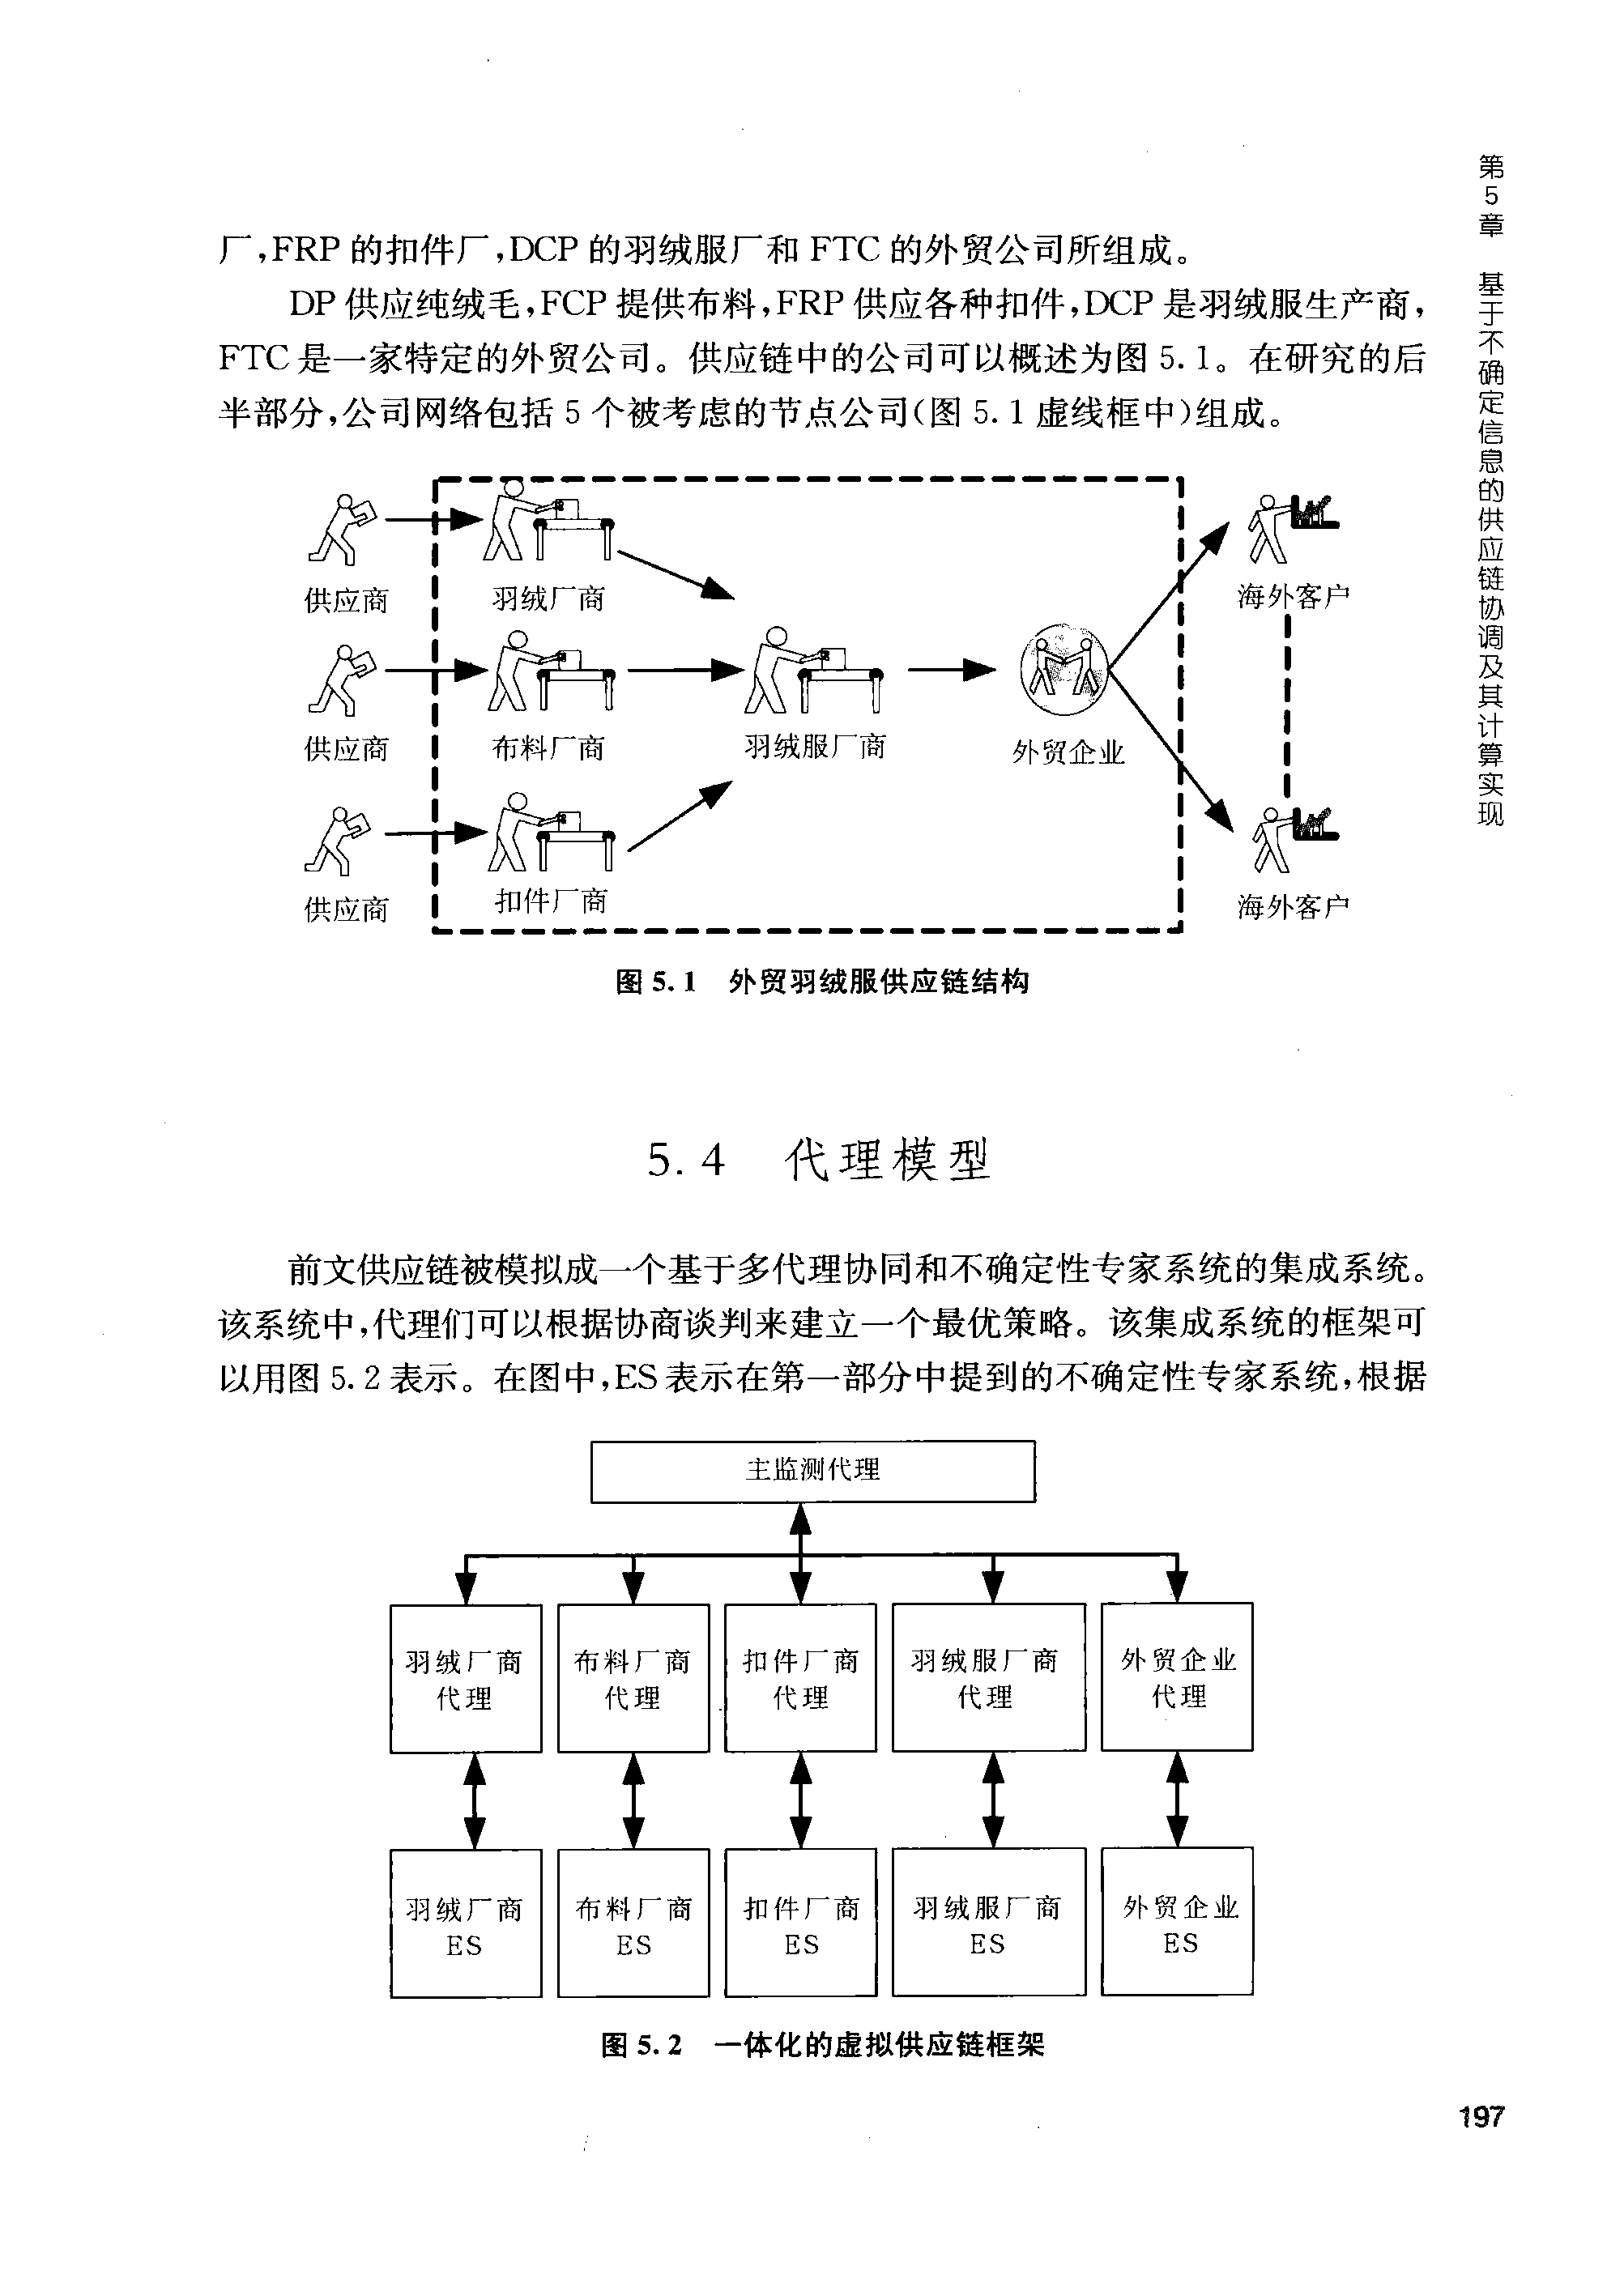 第5章 基于不确定信息的供应链协调及其计算实现
厂,FRP 的扣件厂,DCP 的羽绒服厂和 FTC 的外贸公司所组成。
DP 供应纯绒毛,FCP 提供布料,FRP 供应各种扣件,DCP 是羽绒服生产商,
FTC 是一家特定的外贸公司。供应链中的公司可以概述为图 5.1。在研究的后
半部分,公司网络包括 5 个被考虑的节点公司(图 5.1 虚线框中)组成。
供应商 羽绒厂商 海外客户
供应商 布料厂商 羽绒服厂商 外贸企业
供应商 扣件厂商 海外客户
图 5.1 外贸羽绒服供应链结构
5.4 代理模型
前文供应链被模拟成一个基于多代理协同和不确定性专家系统的集成系统。
该系统中,代理们可以根据协商谈判来建立一个最优策略。该集成系统的框架可
以用图 5.2 表示。在图中,ES 表示在第一部分中提到的不确定性专家系统,根据
主监测代理
羽绒厂商 布料厂商 扣件厂商 羽绒服厂商 外贸企业
代理 代理 代理 代理 代理
羽绒厂商 布料厂商 扣件厂商 羽绒服厂商 外贸企业
ES ES ES ES ES
图 5.2 一体化的虚拟供应链框架
197